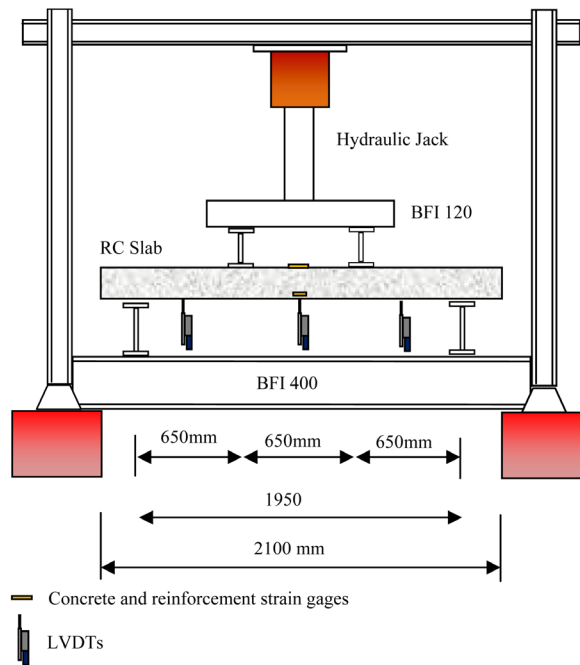 Hydraulic Jack
BFI 120
RC Slab
BFI 400
650mm 650mm 650mm
1950
2100 mm
Concrete and reinforcement strain gages
LVDTs